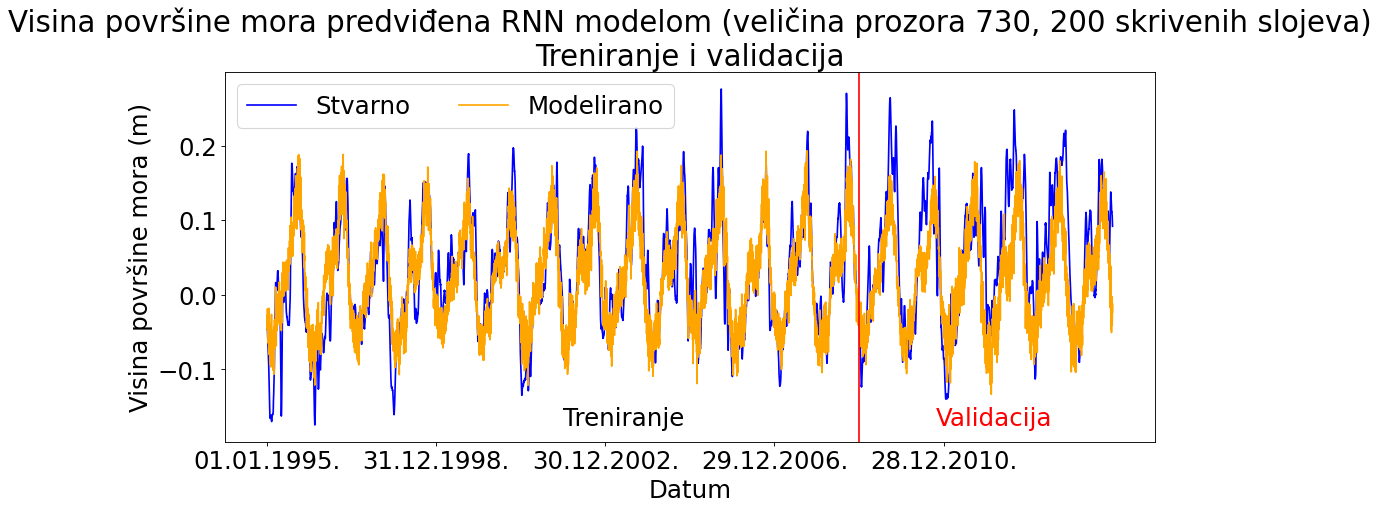 Visina površine mora predviđena RNN modelom (veličina prozora 730, 200 skrivenih slojeva)
Treniranje i validacija
Stvarno
Modelirano
Visina površine mora (m)
0.2
0.1
0.0
−0.1
Treniranje
Validacija
01.01.1995.
31.12.1998.
30.12.2002.
29.12.2006.
28.12.2010.
Datum